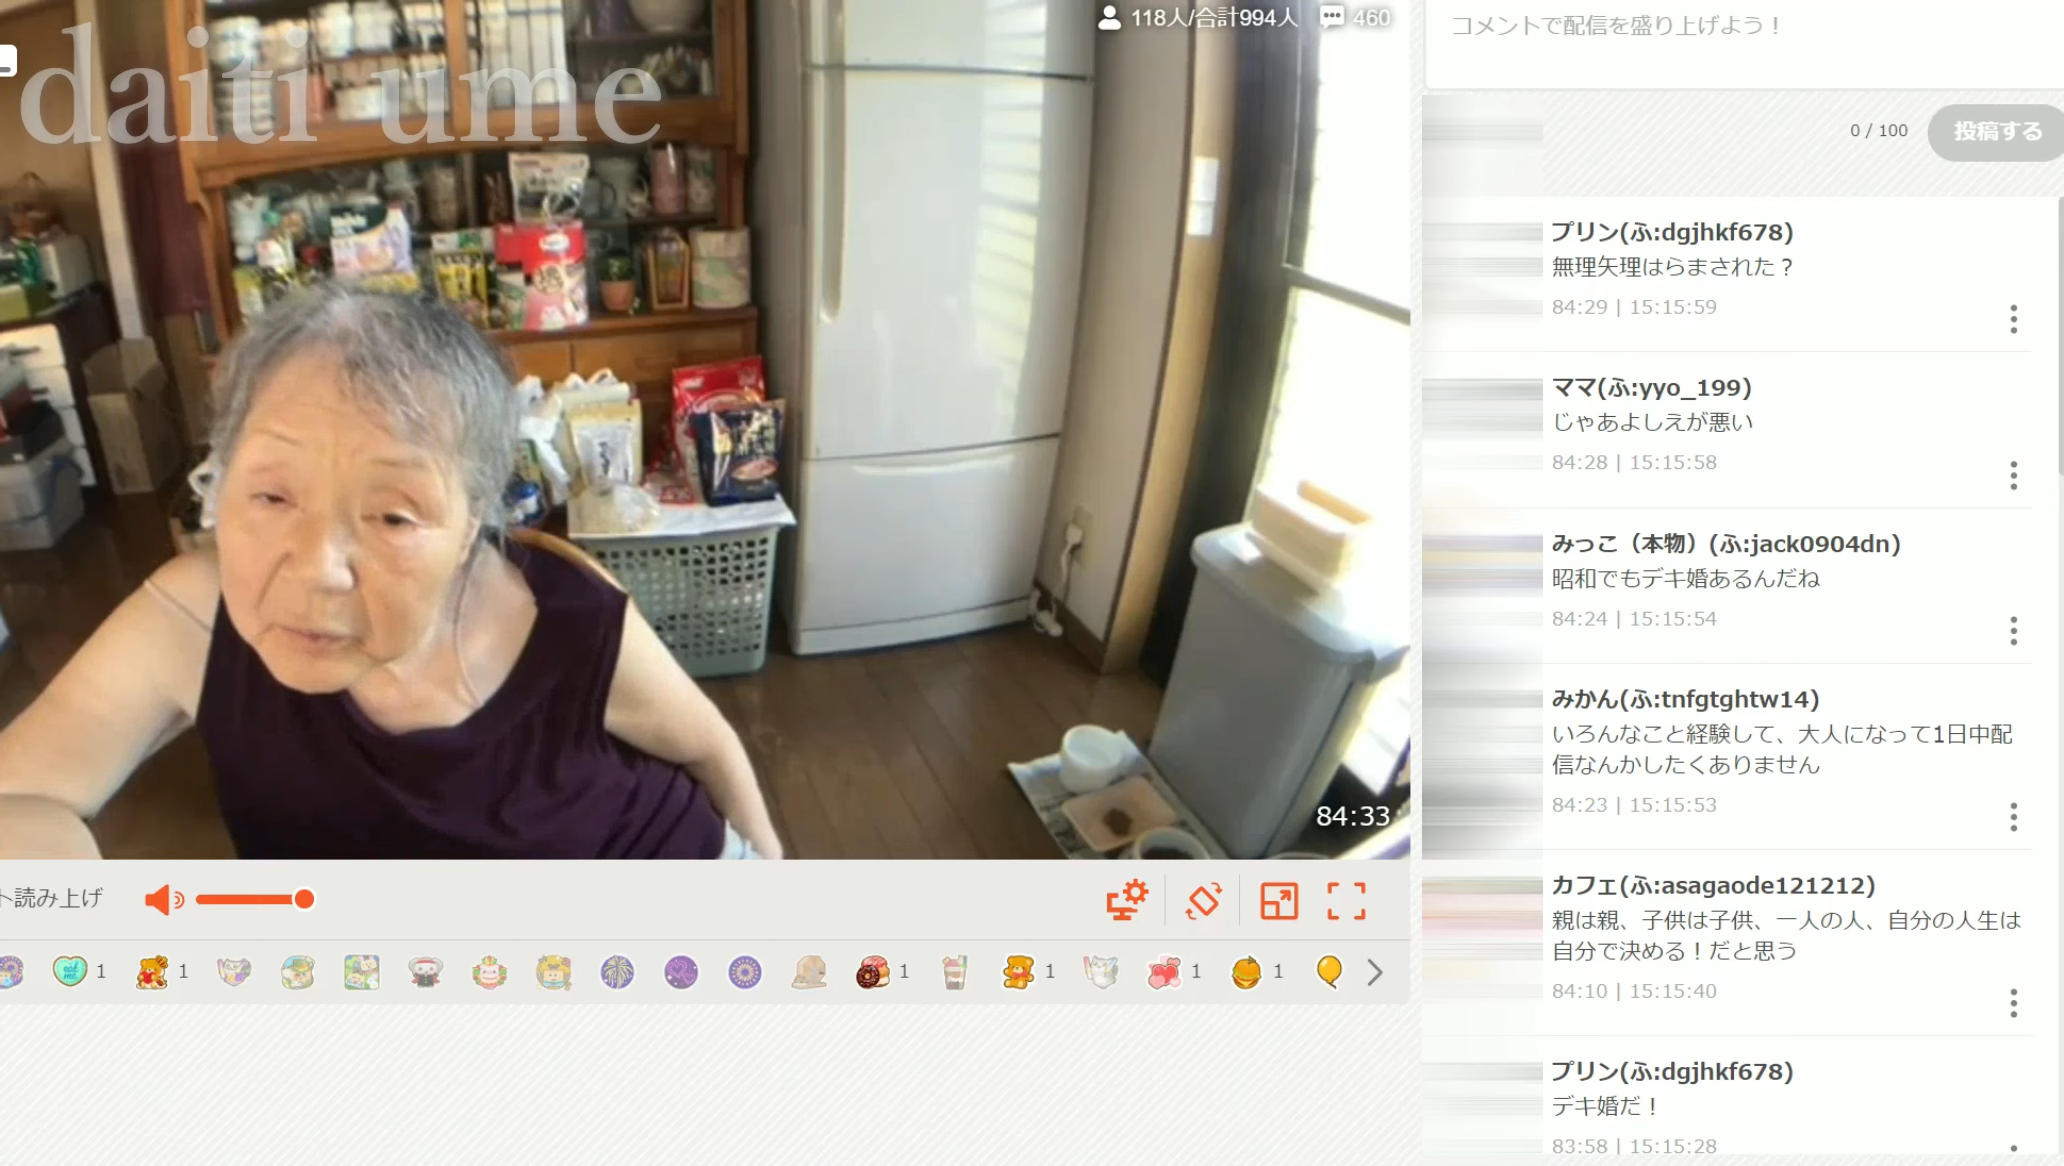 daiti ume
118人/合計994人 460
84:33
ト読み上げ
1
1
1
1
1
1
コメントで配信を盛り上げよう！
0 / 100
投稿する
プリン(ふ:dgjhkf678)
無理矢理はらまされた？
84:29 | 15:15:59
ママ(ふ:yyo_199)
じゃあよしえが悪い
84:28 | 15:15:58
みっこ（本物）(ふ:jack0904dn)
昭和でもデキ婚あるんだね
84:24 | 15:15:54
みかん(ふ:tnfgtghtw14)
いろんなこと経験して、大人になって1日中配
信なんかしたくありません
84:23 | 15:15:53
カフェ(ふ:asagaode121212)
親は親、子供は子供、一人の人、自分の人生は
自分で決める！だと思う
84:10 | 15:15:40
プリン(ふ:dgjhkf678)
デキ婚だ！
83:58 | 15:15:28